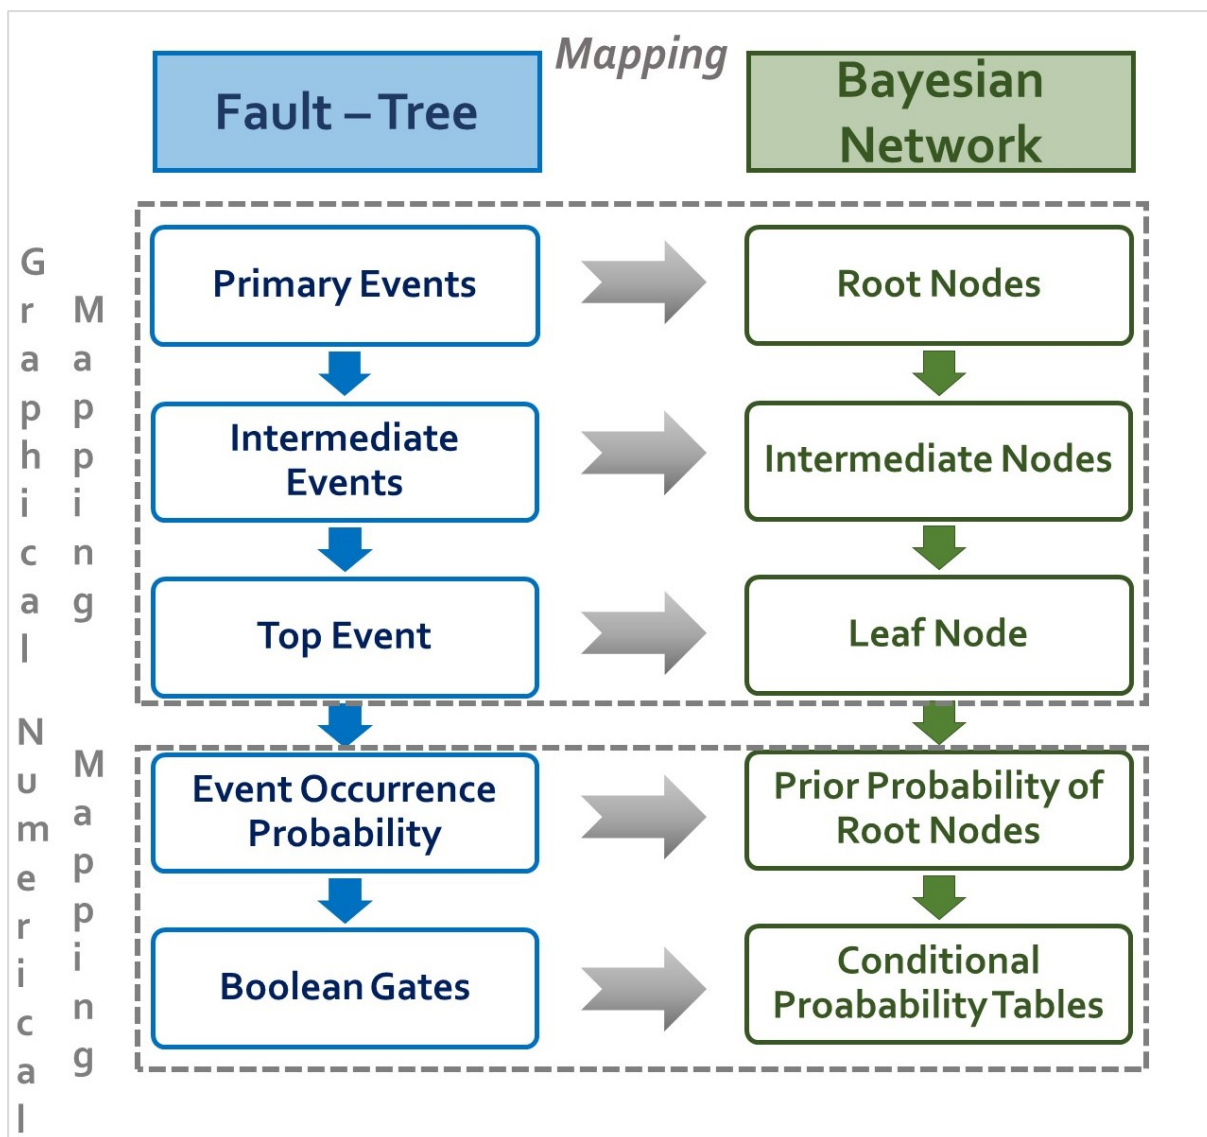 Mapping
Fault – Tree
Bayesian
Network
Graphical
Mapping
Primary Events
Root Nodes
Intermediate
Events
Intermediate Nodes
Top Event
Leaf Node
Numerical
Mapping
Event Occurrence
Probability
Prior Probability of
Root Nodes
Boolean Gates
Conditional
Proabability Tables